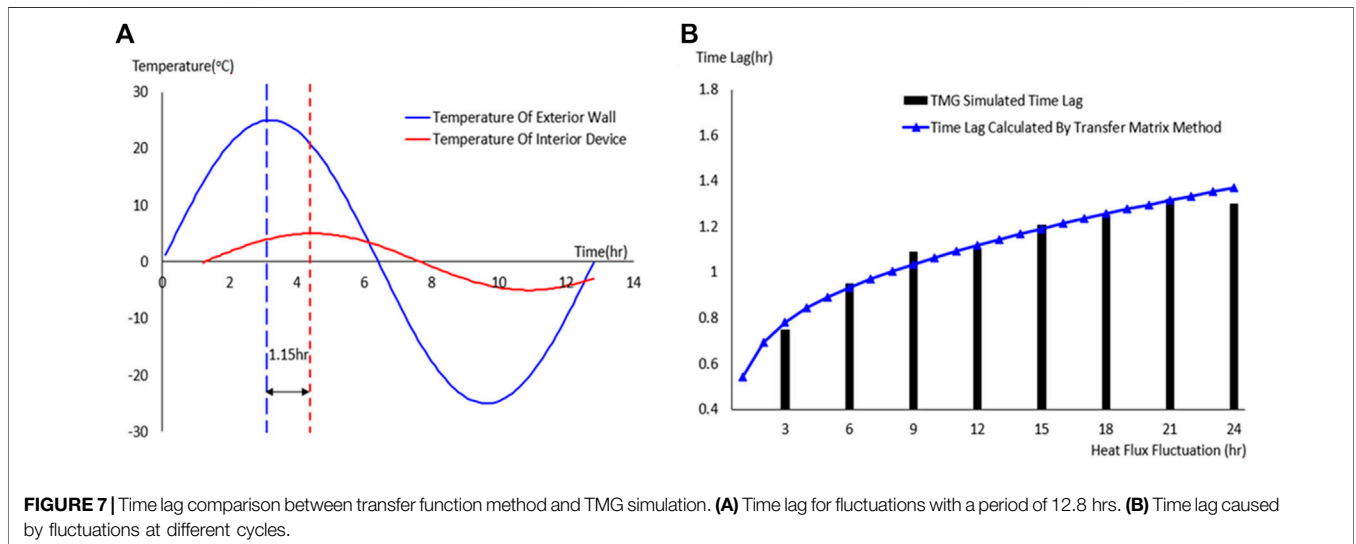 A
Temperature(°C)
30
20
10
0
-10
-20
-30
Temperature Of Exterior Wall
Temperature Of Interior Device
Time(hr)
0 2 4 6 8 10 12 14
1.15hr
B
Time Lag(hr)
1.8
1.6
1.4
1.2
1
0.8
0.6
0.4
TMG Simulated Time Lag
Time Lag Calculated By Transfer Matrix Method
3 6 9 12 15 18 21 24
Heat Flux Fluctuation (hr)
FIGURE 7 | Time lag comparison between transfer function method and TMG simulation. (A) Time lag for fluctuations with a period of 12.8 hrs. (B) Time lag caused
by fluctuations at different cycles.